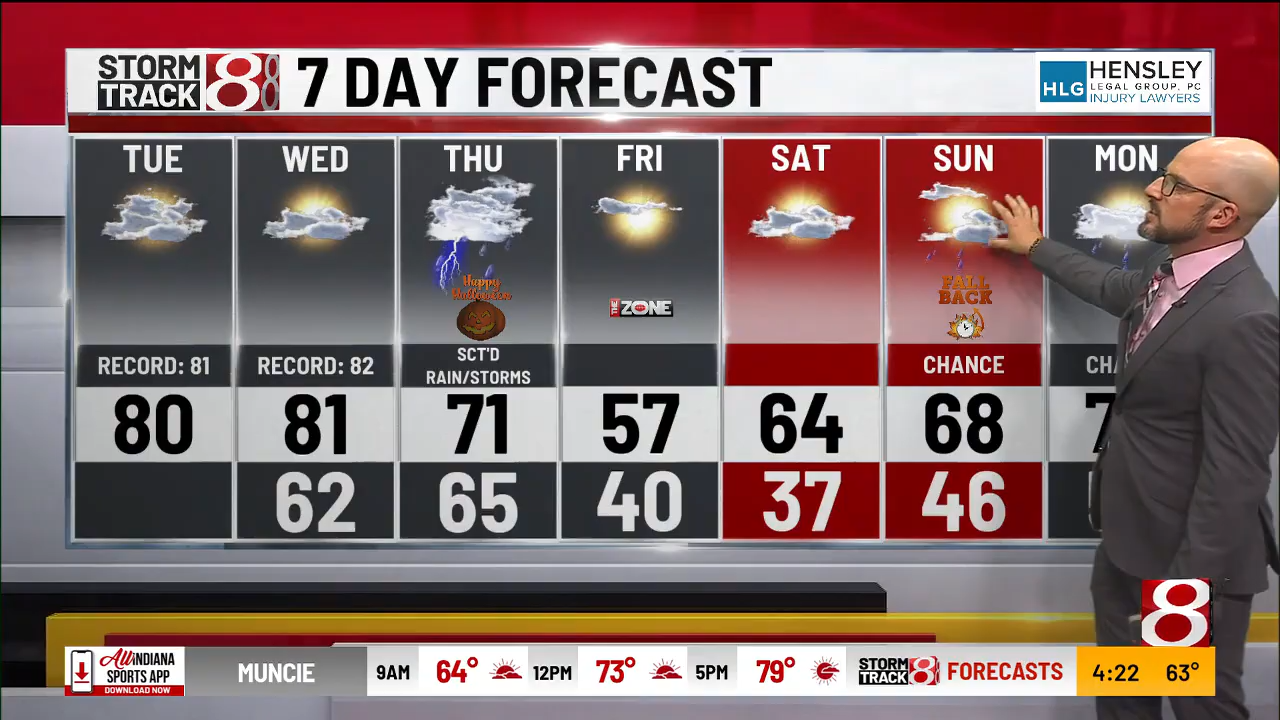 STORM TRACK 8
7 DAY FORECAST
HLG
HENSLEY
LEGAL GROUP, PC
INJURY LAWYERS
TUE
WED
THU
FRI
SAT
SUN
MON
Happy
Halloween
THE ZONE
FALL
BACK
RECORD: 81
RECORD: 82
SCT'D
RAIN/STORMS
CHANCE
80
81
71
57
64
68
62
65
40
37
46
8
All INDIANA
SPORTS APP
DOWNLOAD NOW
MUNCIE
9AM 64° 12PM 73° 5PM 79°
STORM TRACK 8 FORECASTS
4:22 63°